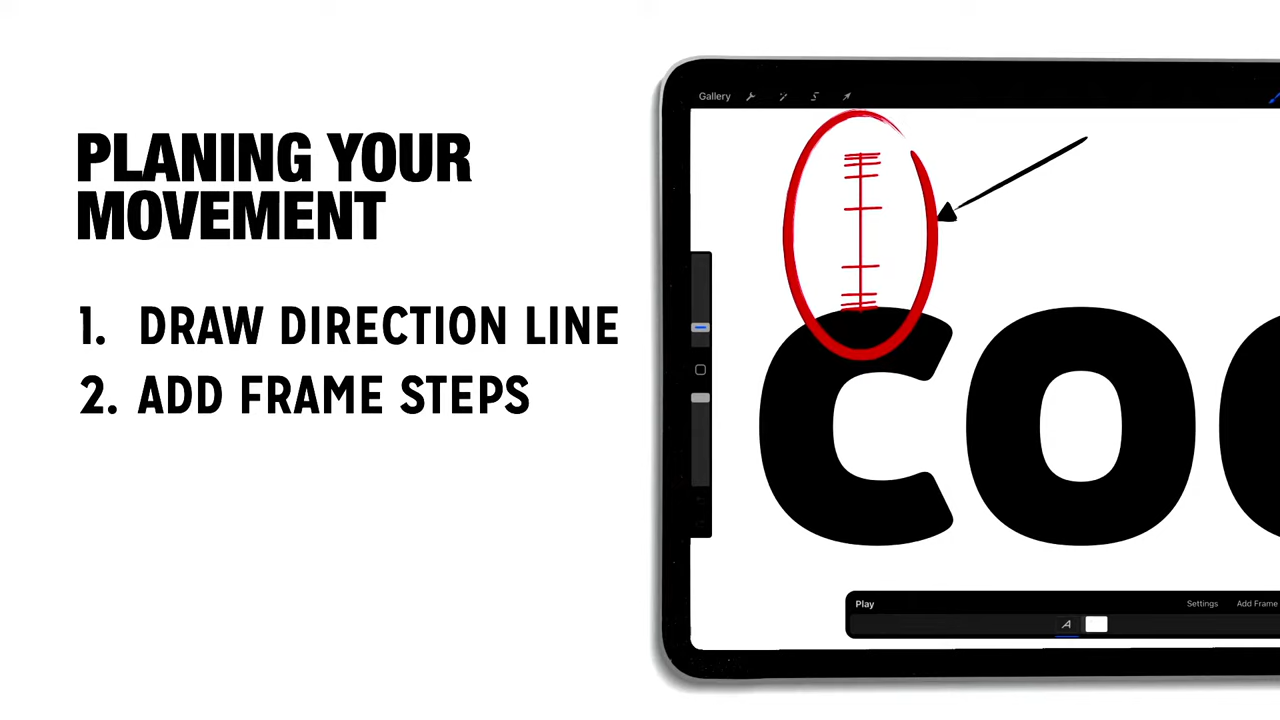 PLANING YOUR
MOVEMENT
1. DRAW DIRECTION LINE
2. ADD FRAME STEPS
Gallery
COO
Play
Settings
Add Frame